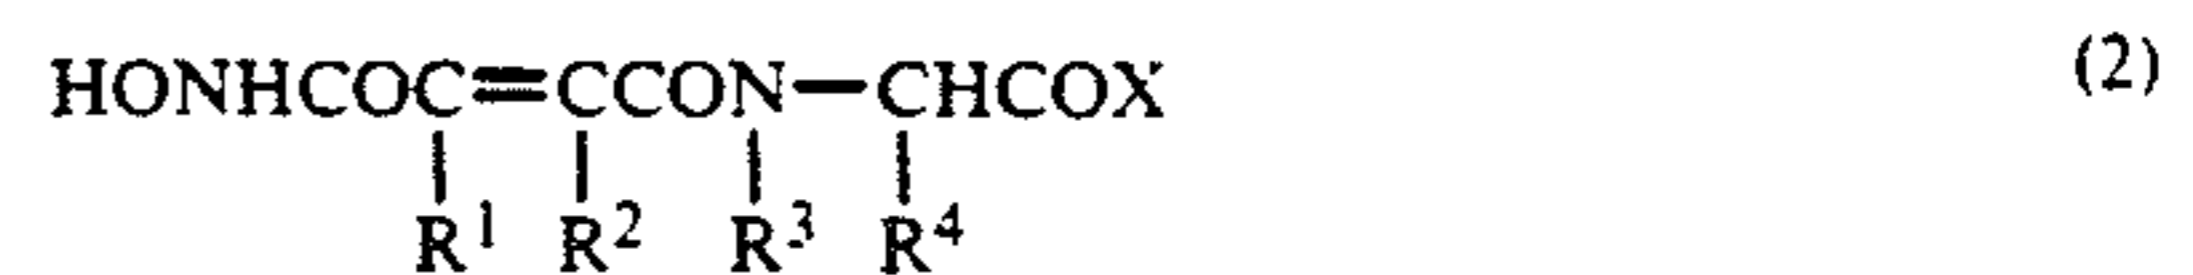 HONHCOC=CCON—CHCOX (2)
R¹ R² R³ R⁴